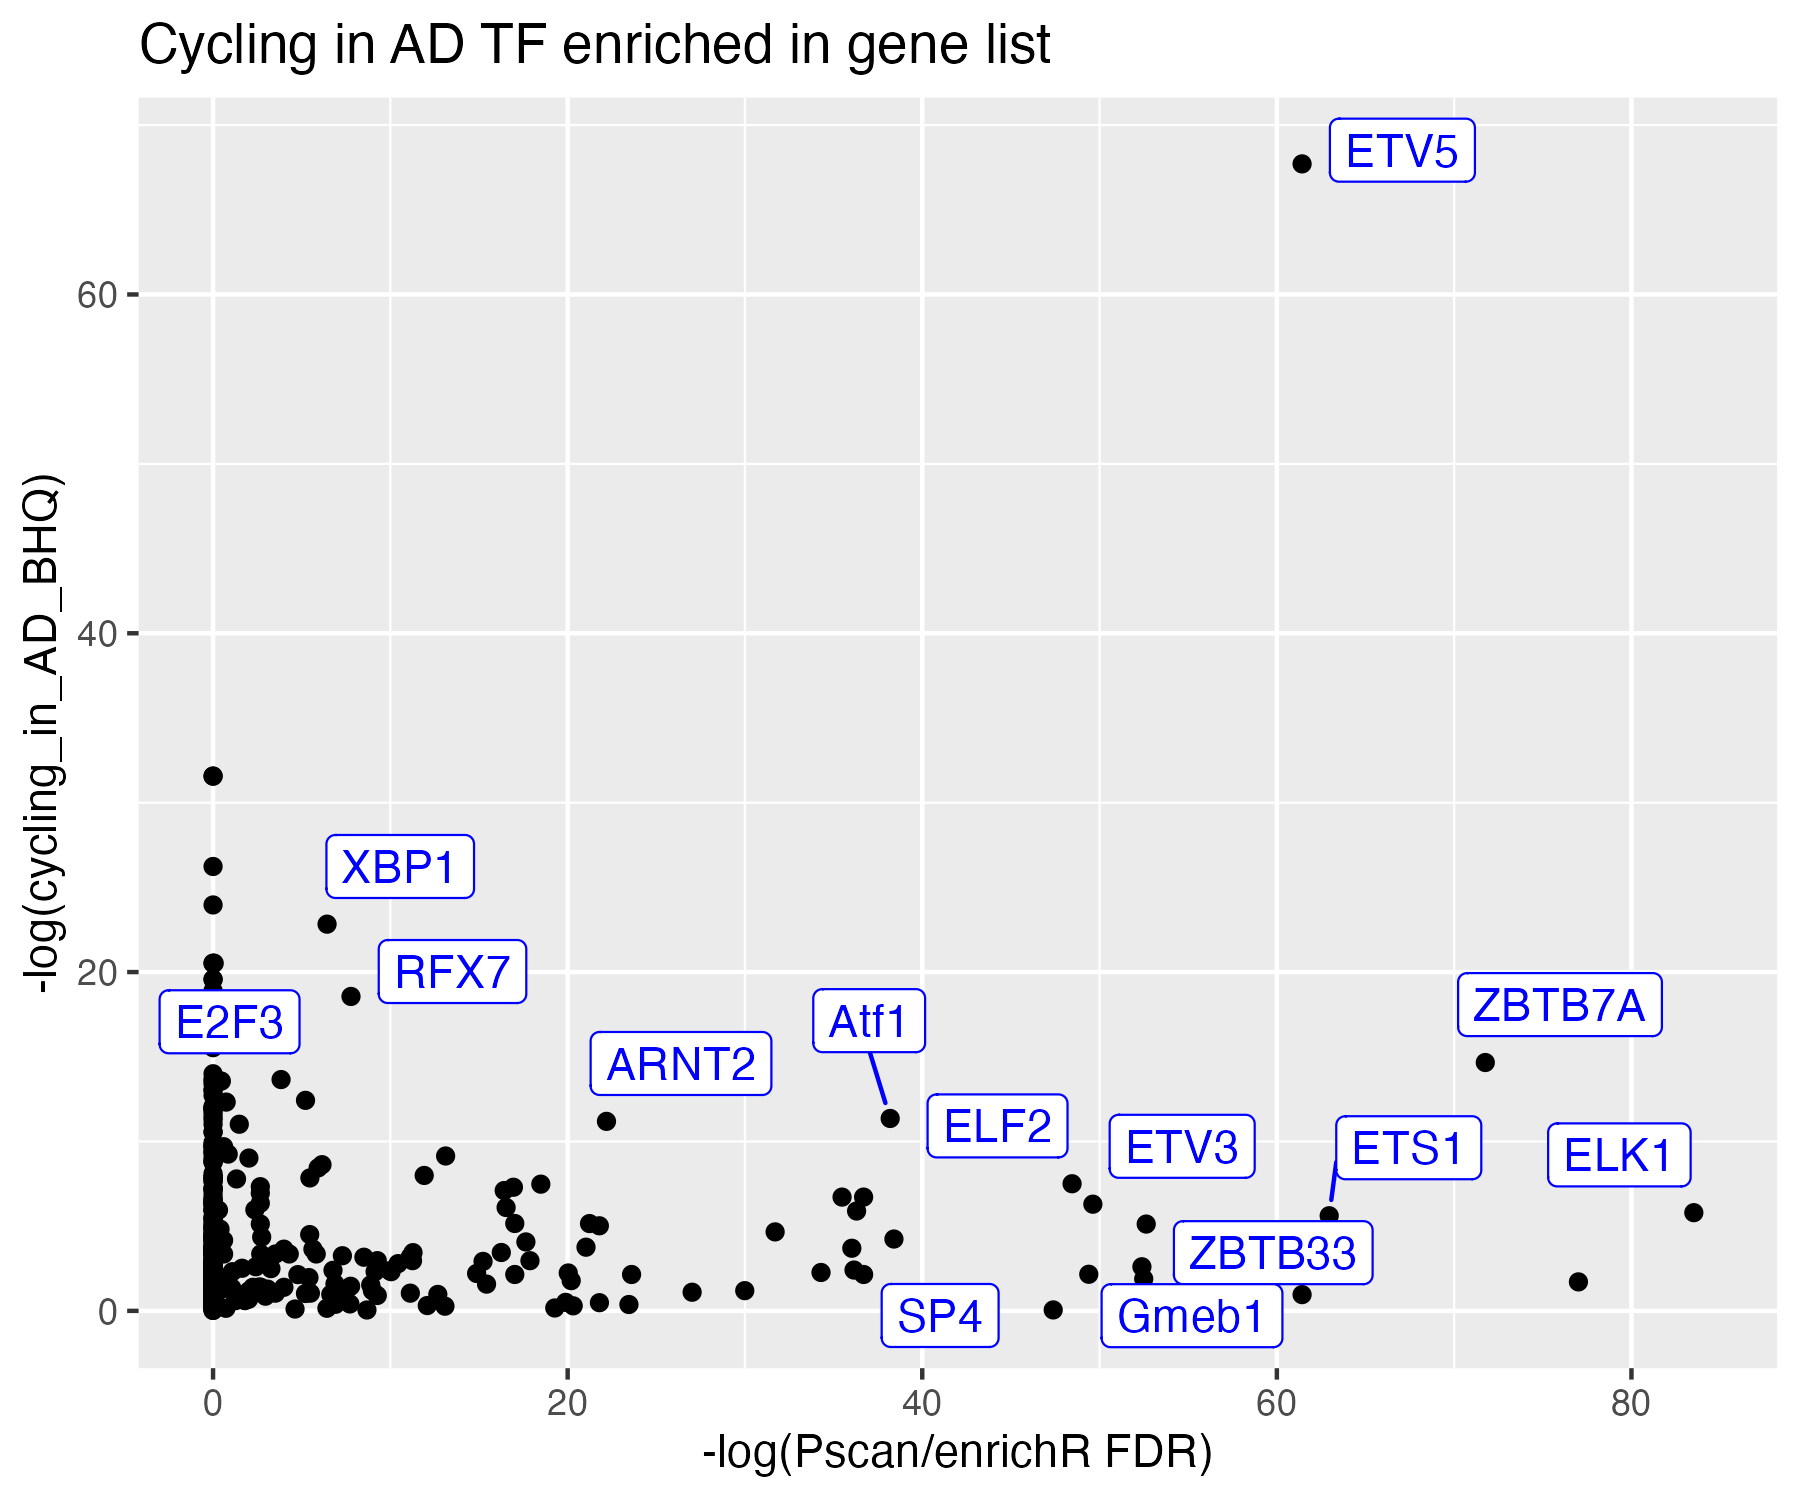 Cycling in AD TF enriched in gene list
-log(cycling_in_AD_BHQ)
60
40
20
0
ETV5
XBP1
RFX7
E2F3
ARNT2
Atf1
ELF2
ETV3
ETS1
ZBTB7A
ELK1
ZBTB33
SP4
Gmeb1
0
20
40
60
80
-log(Pscan/enrichR FDR)